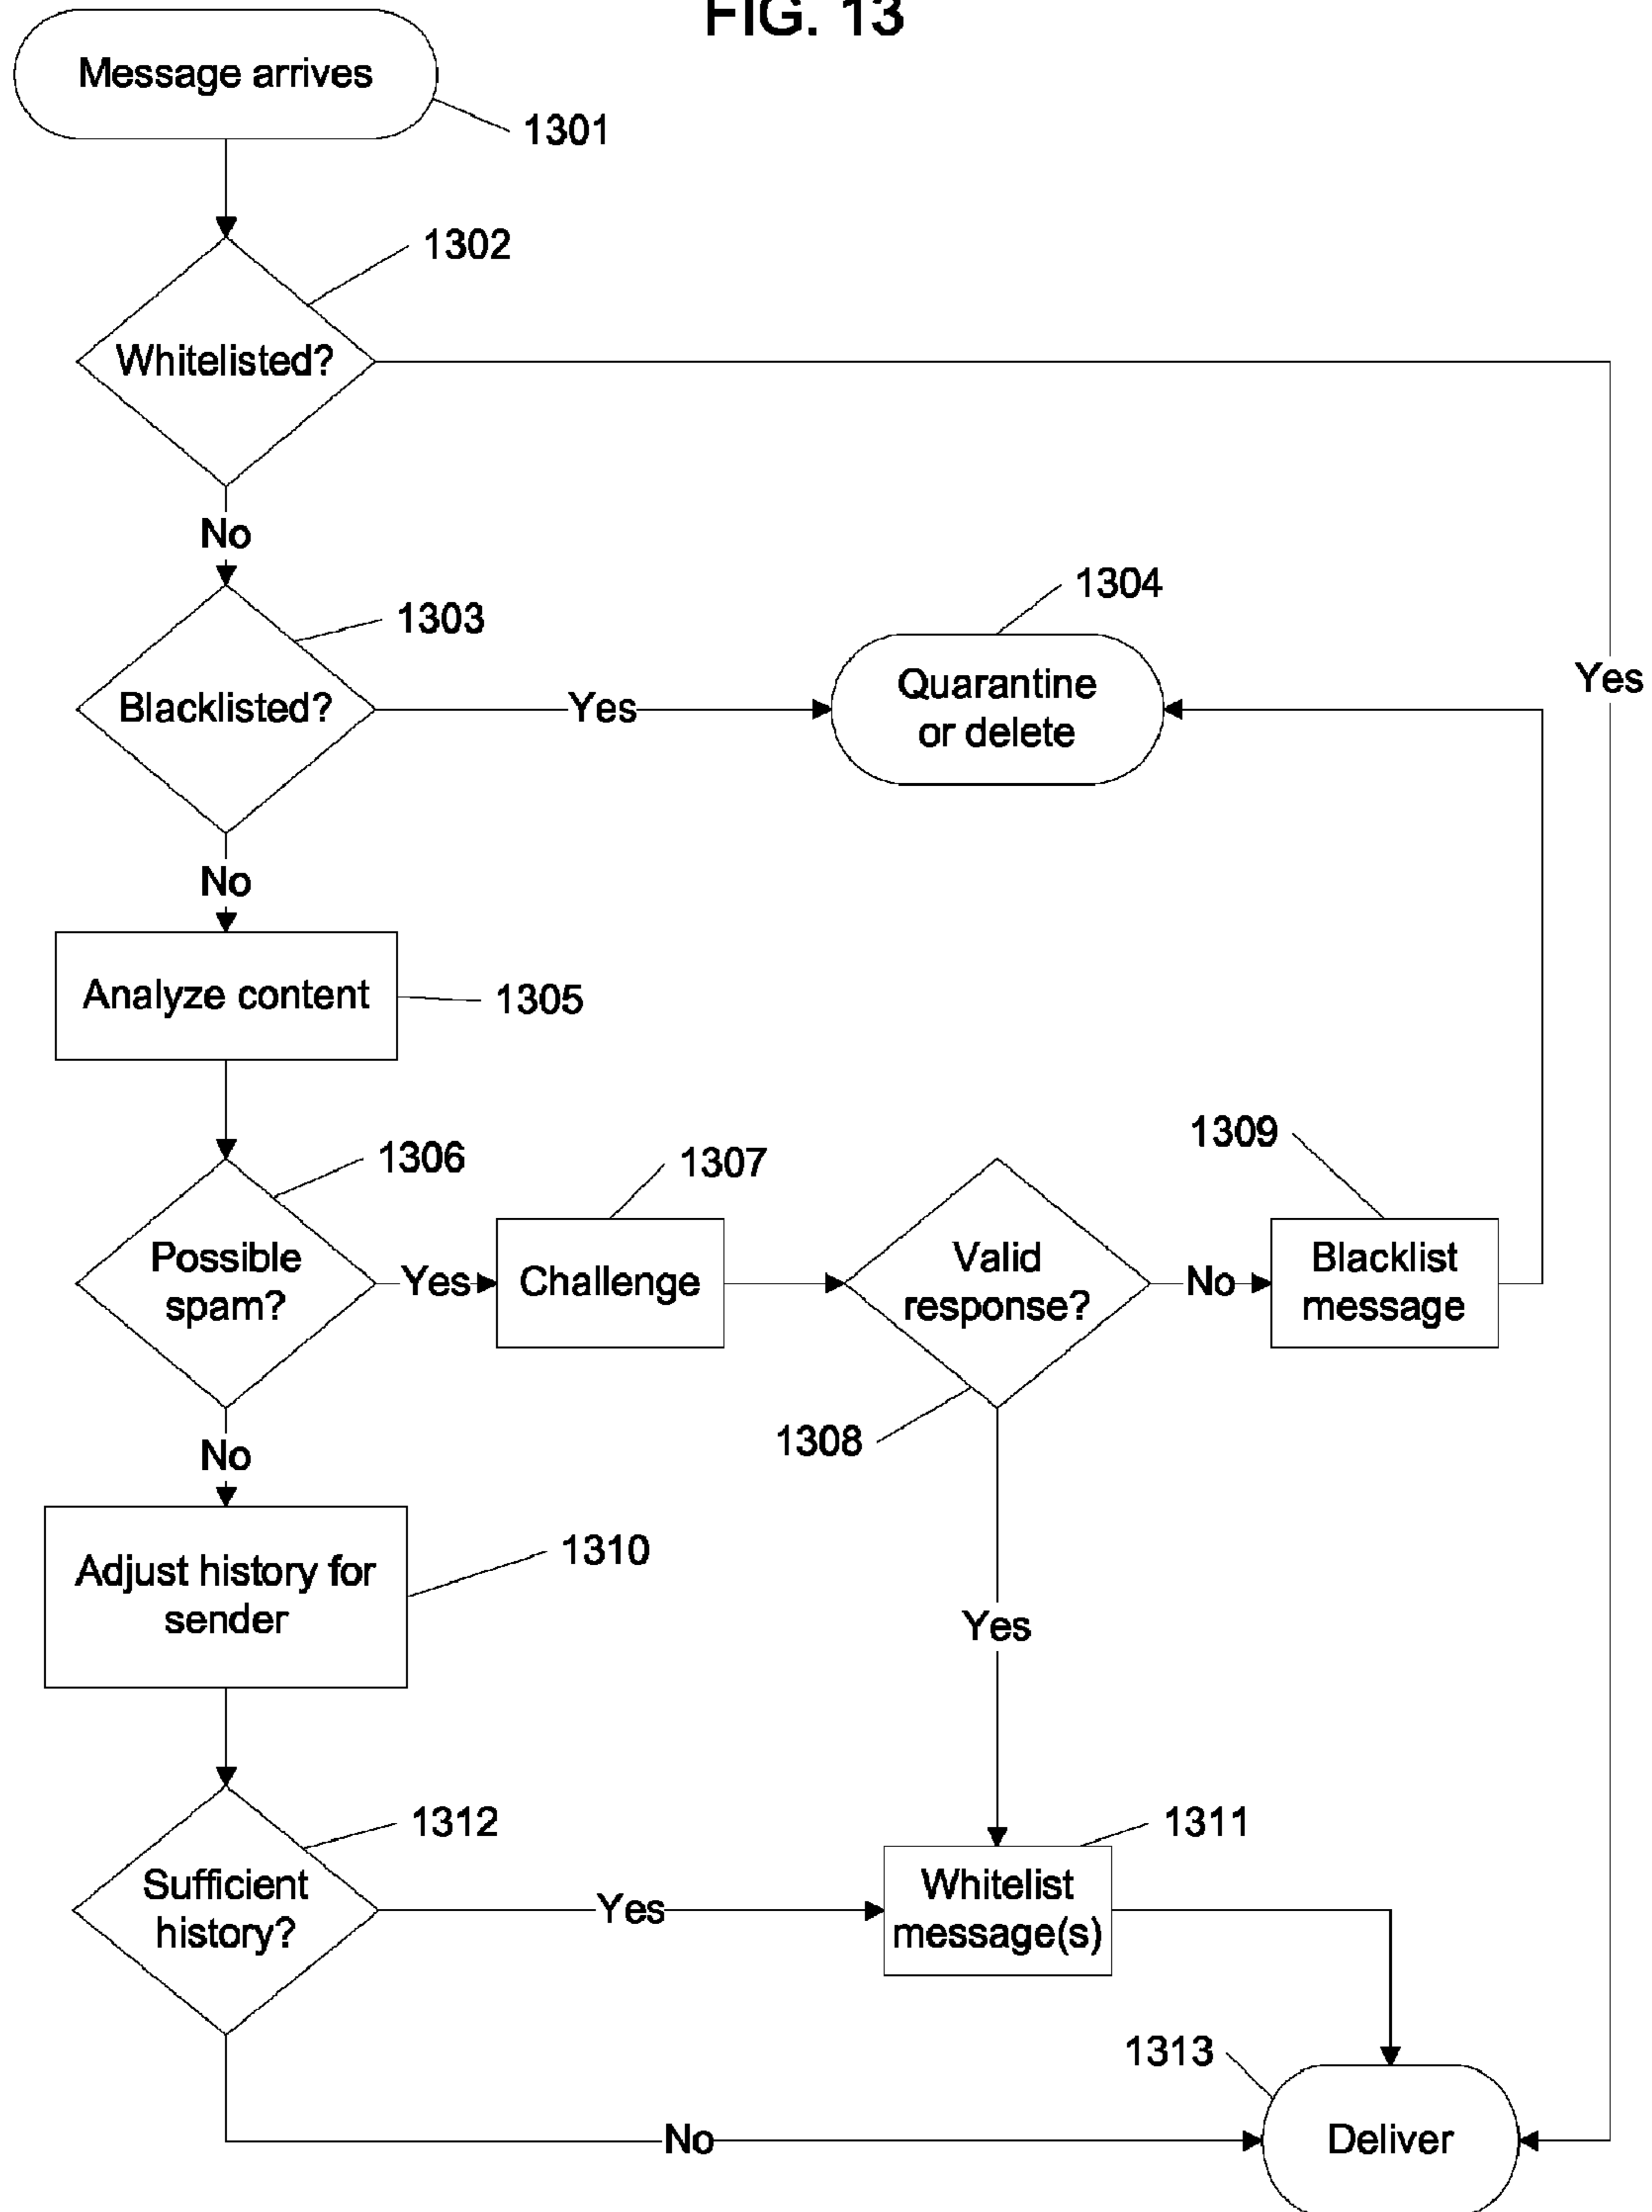 FIG. 13
Message arrives
1301
1302
Whitelisted?
Yes
No
1303
1304
Blacklisted?
Yes
Quarantine
or delete
No
Analyze content
1305
1306
1307
1309
Possible
spam?
Yes
Challenge
Valid
response?
No
Blacklist
message
1308
No
Adjust history for
sender
1310
Yes
1312
1311
Sufficient
history?
Yes
Whitelist
message(s)
1313
No
Deliver